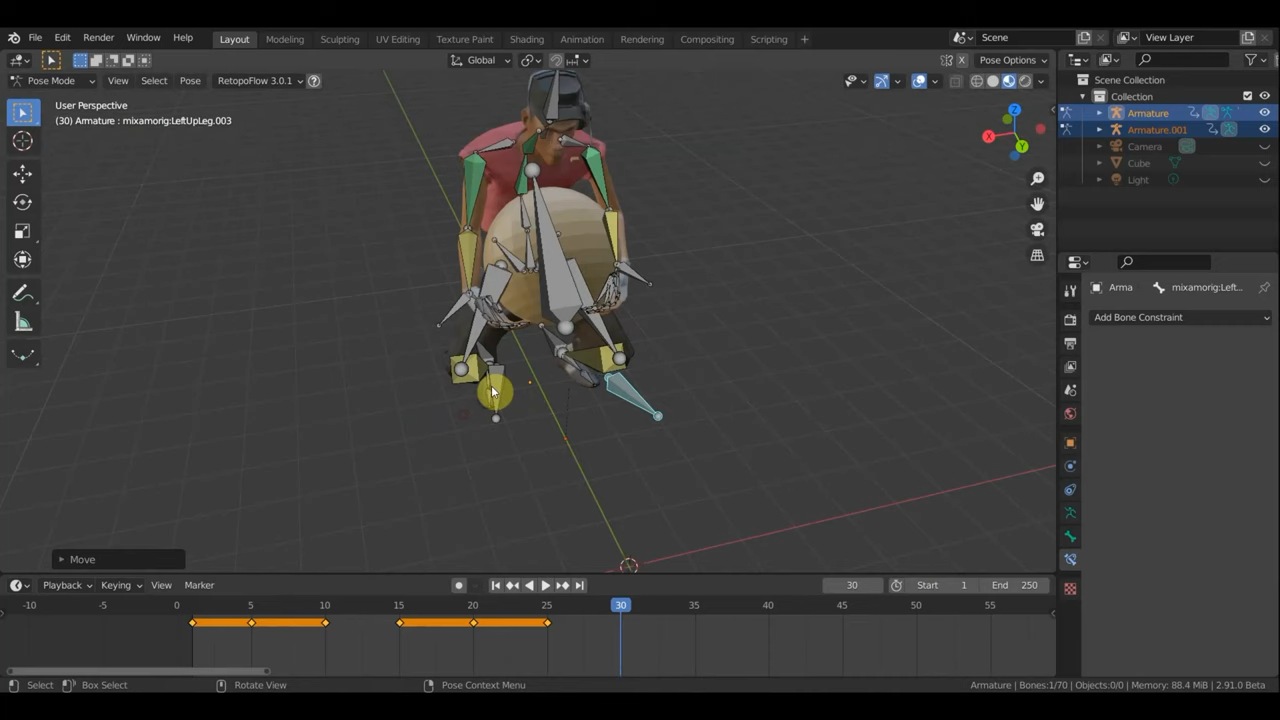 File Edit Render Window Help Layout Modeling Sculpting UV Editing Texture Paint Shading Animation Rendering Compositing Scripting + Scene View Layer
Global Pose Options
Pose Mode View Select Pose RetopoFlow 3.0.1
Scene Collection
Collection
Armature
Armature.001
Camera
Cube
Light
User Perspective
(30) Armature : mixamorig:LeftUpLeg.003
X
Z
Y
Arma mixamorig:Left...
Add Bone Constraint
Move
Playback Keying View Marker 30 Start 1 End 250
-10 -5 0 5 10 15 20 25 30 35 40 45 50 55
Select Box Select Rotate View Pose Context Menu Armature | Bones:1/70 | Objects:0/0 | Memory: 88.4 MiB | 2.91.0 Beta